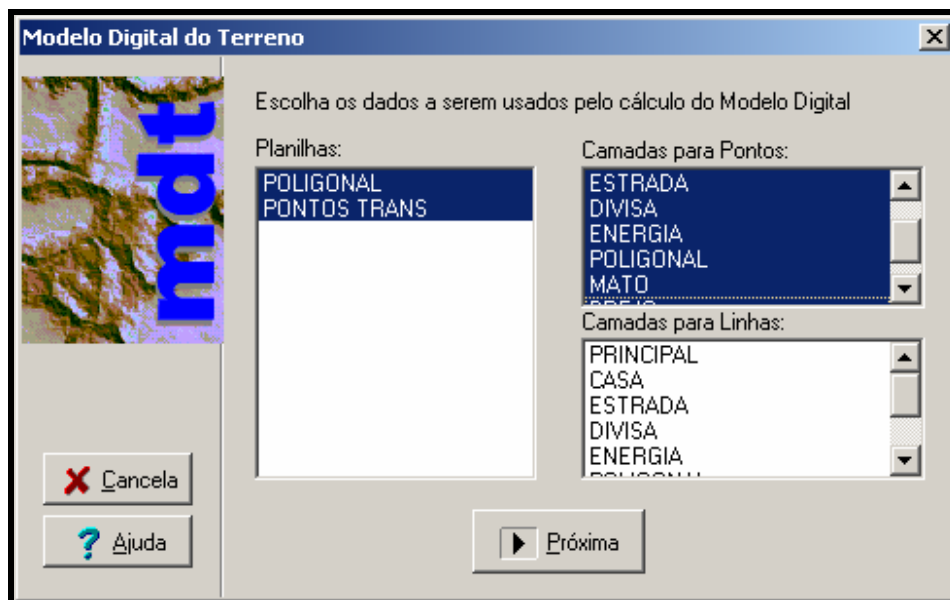 Modelo Digital do Terreno
mdt
Escolha os dados a serem usados pelo cálculo do Modelo Digital
Planilhas:
POLIGONAL
PONTOS TRANS
Camadas para Pontos:
ESTRADA
DIVISA
ENERGIA
POLIGONAL
MATO
Camadas para Linhas:
PRINCIPAL
CASA
ESTRADA
DIVISA
ENERGIA
POLIGONAL
Cancela
? Ajuda
Próxima